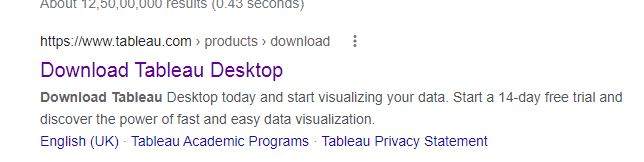 About 12,50,00,000 results (0.43 seconds)
https://www.tableau.com › products › download
Download Tableau Desktop
Download Tableau Desktop today and start visualizing your data. Start a 14-day free trial and
discover the power of fast and easy data visualization.
English (UK) · Tableau Academic Programs · Tableau Privacy Statement